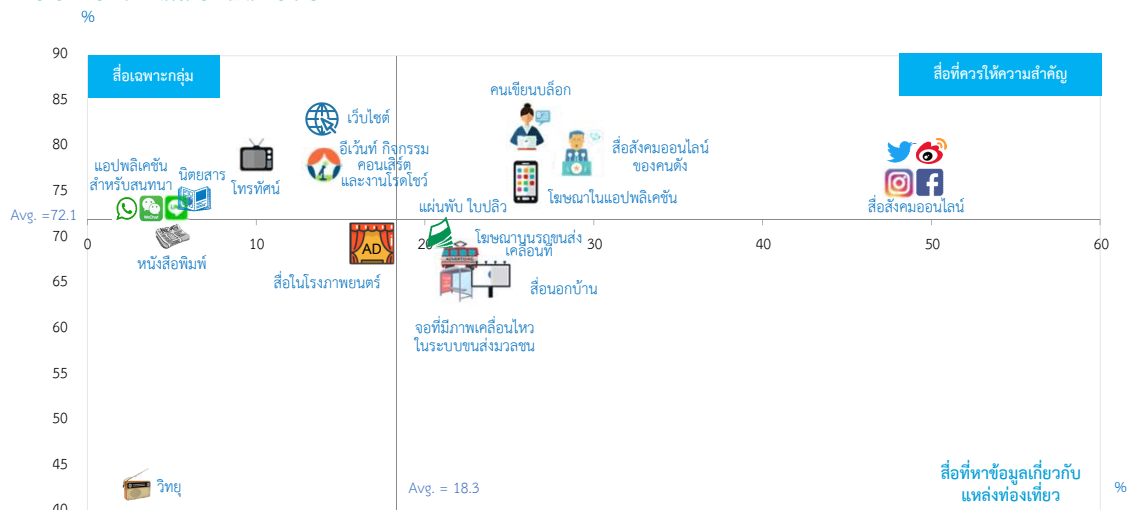 %
90
สื่อเฉพาะกลุ่ม
สื่อที่ควรให้ความสำคัญ
85
คนเขียนบล็อก
เว็บไซต์
80
อีเว้นท์ กิจกรรม
คอนเสิร์ต
และงานโรดโชว์
สื่อสังคมออนไลน์
ของคนดัง
แอปพลิเคชัน
สำหรับสนทนา
นิตยสาร
โทรทัศน์
75
โฆษณาในแอปพลิเคชัน
แผ่นพับ ใบปลิว
สื่อสังคมออนไลน์
Avg. =72.1
70
0
10
20
30
40
50
60
โฆษณาบนรถขนส่ง
เคลื่อนที่
หนังสือพิมพ์
AD
65
สื่อในโรงภาพยนตร์
สื่อนอกบ้าน
60
จอที่มีภาพเคลื่อนไหว
ในระบบขนส่งมวลชน
55
50
45
วิทยุ
Avg. = 18.3
สื่อที่หาข้อมูลเกี่ยวกับ
แหล่งท่องเที่ยว
%
40